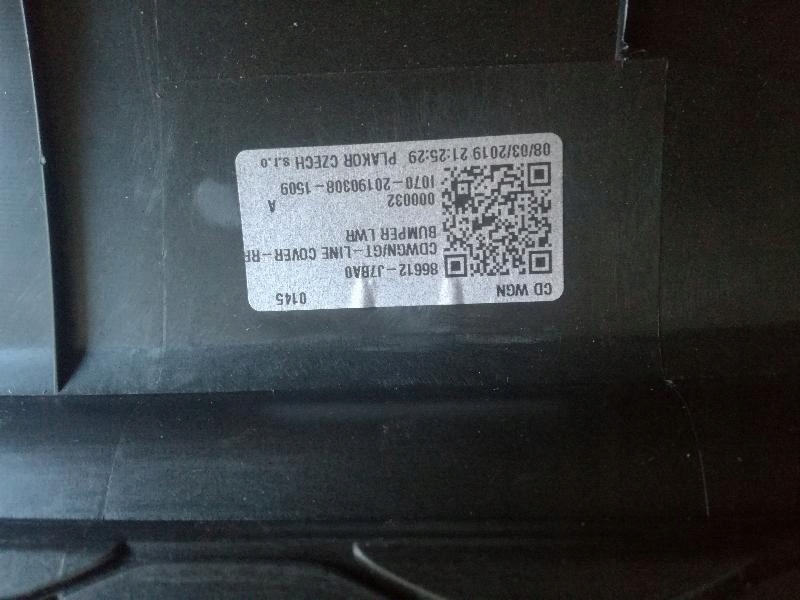 CD WGN 0145
86612-J7BA0
CDWGN/GT-LINE COVER-RR
BUMPER LWR
000032 A
I070-20190308-1509
08/03/2019 21:25:29 PLAKOR CZECH s.r.o